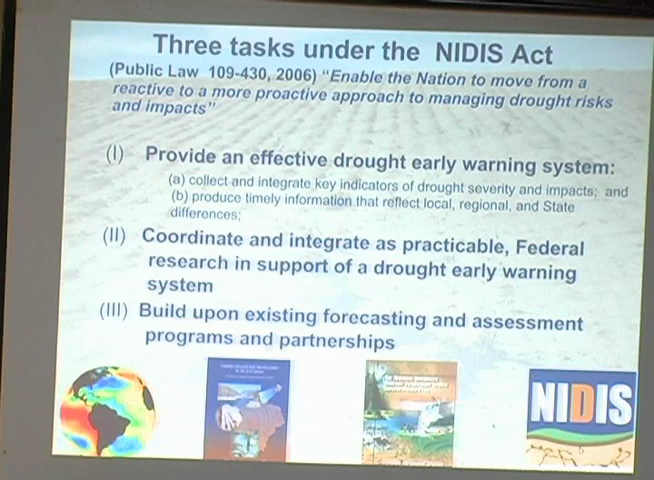 Three tasks under the NIDIS Act
(Public Law 109-430, 2006) "Enable the Nation to move from a
reactive to a more proactive approach to managing drought risks
and impacts"
(I) Provide an effective drought early warning system:
(a) collect and integrate key indicators of drought severity and impacts; and
(b) produce timely information that reflect local, regional, and State
differences;
(II) Coordinate and integrate as practicable, Federal
research in support of a drought early warning
system
(III) Build upon existing forecasting and assessment
programs and partnerships
NIDIS